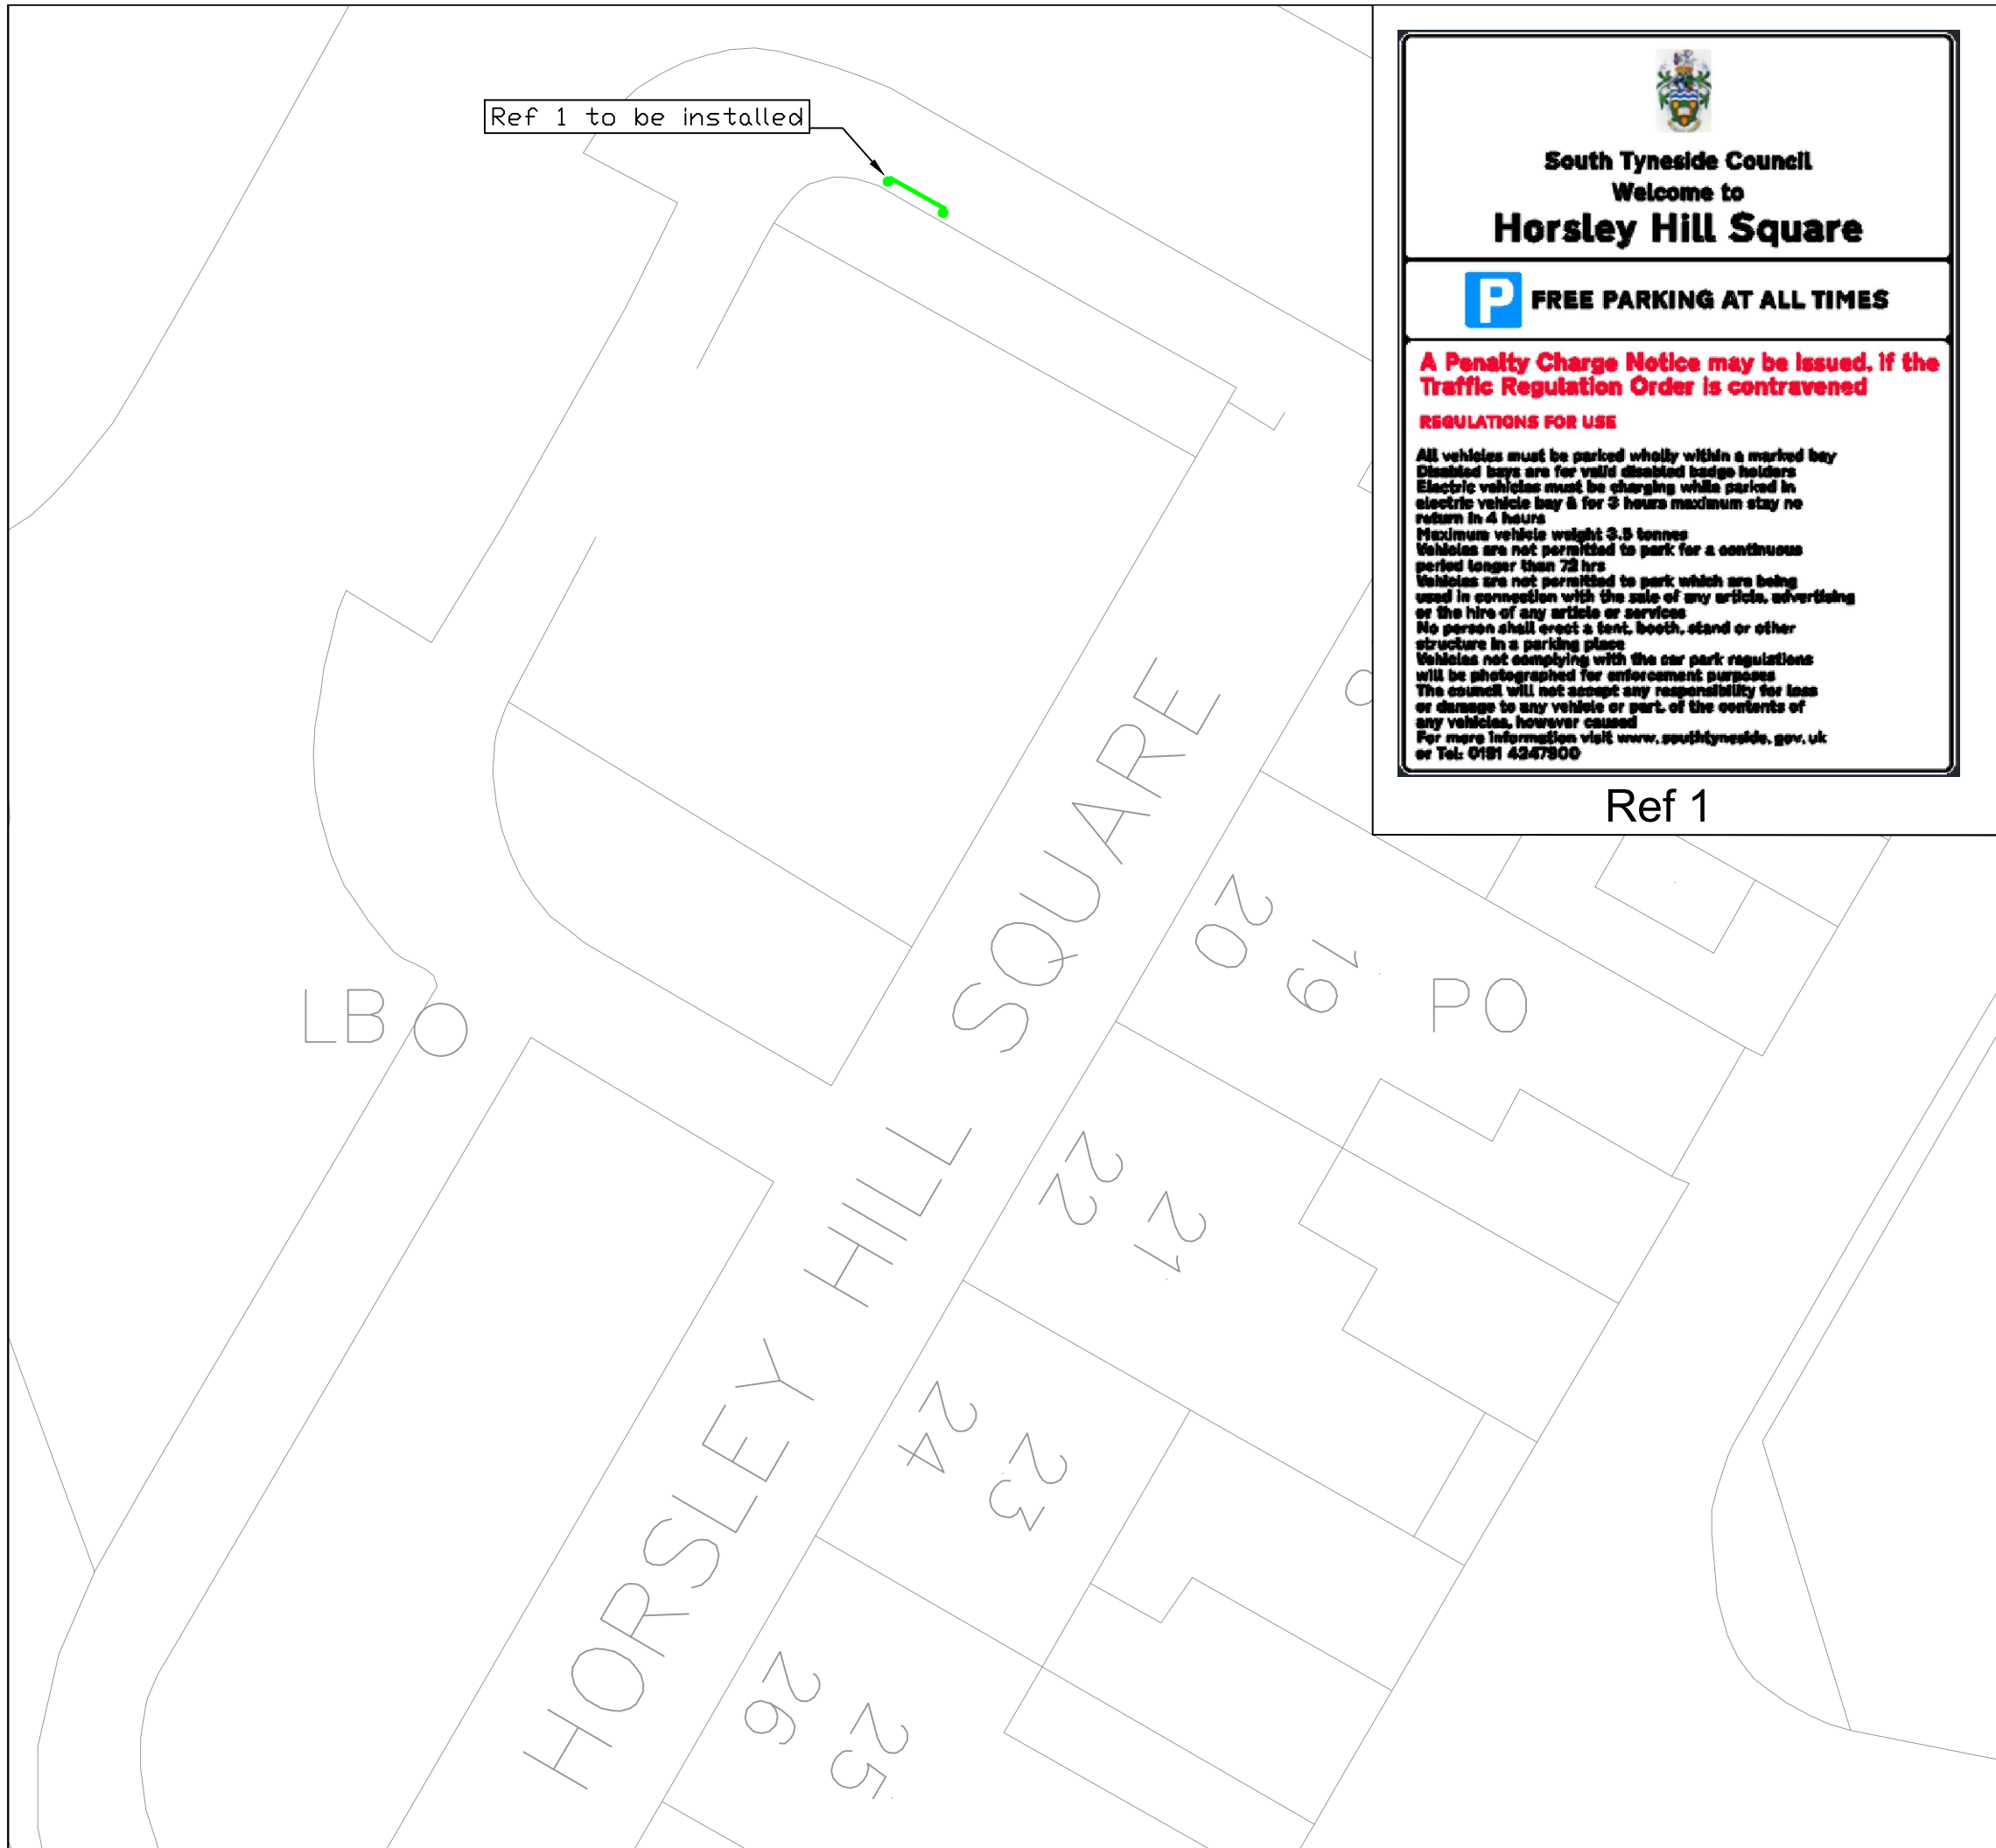 Ref 1 to be installed
South Tyneside Council
Welcome to
Horsley Hill Square
P FREE PARKING AT ALL TIMES
A Penalty Charge Notice may be issued, if the
Traffic Regulation Order is contravened
REGULATIONS FOR USE
All vehicles must be parked wholly within a marked bay
Disabled bays are for valid disabled badge holders
Electric vehicles must be charging while parked in
electric vehicle bay & for 3 hours maximum stay no
return in 4 hours
Maximum vehicle weight 3.5 tonnes
Vehicles are not permitted to park for a continuous
period longer than 72 hrs
Vehicles are not permitted to park which are being
used in connection with the sale of any article, advertising
or the hire of any article or services
No person shall erect a tent, booth, stand or other
structure in a parking place
Vehicles not complying with the car park regulations
will be photographed for enforcement purposes
The council will not accept any responsibility for loss
or damage to any vehicle or part, of the contents of
any vehicles, however caused
For more information visit www.southtyneside.gov.uk
or Tel: 0191 4247900
Ref 1
HORSLEY HILL SQUARE
LB
20
19
PO
22
21
24
23
26
25